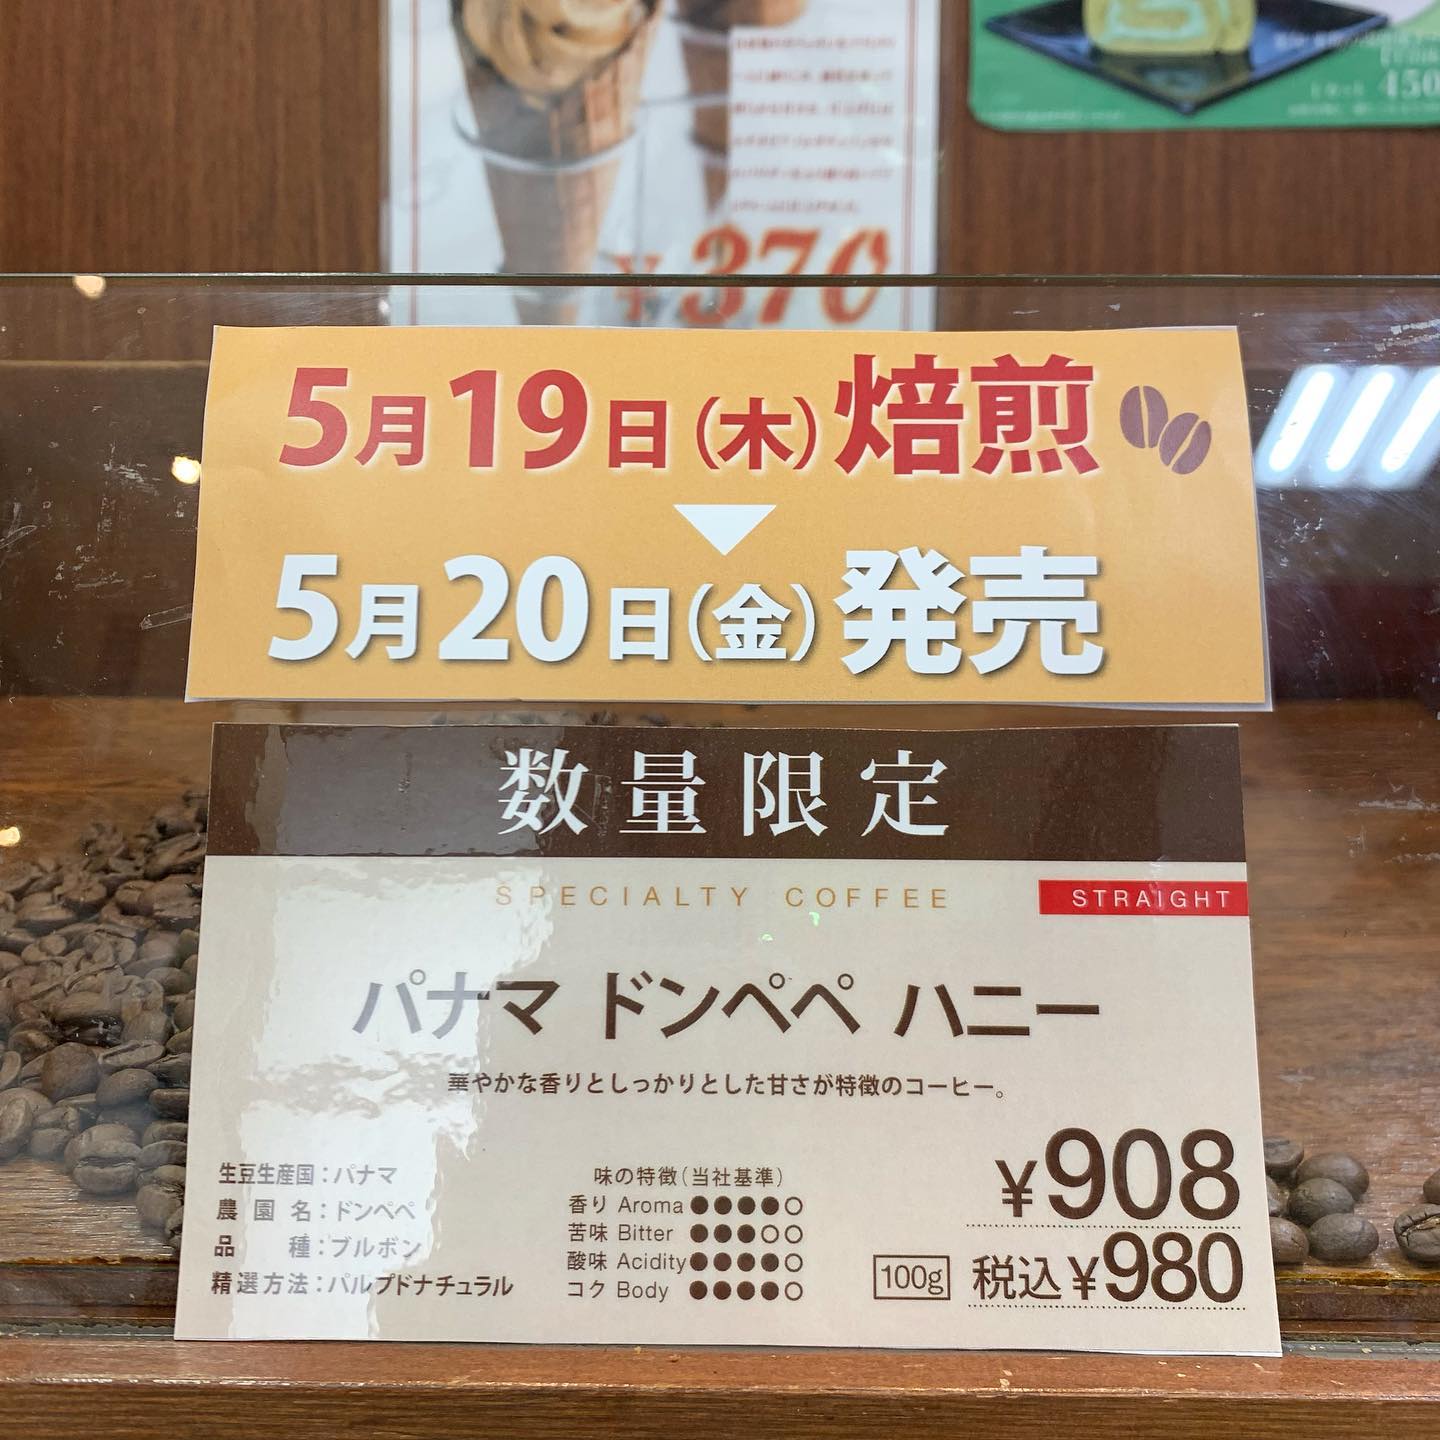 ¥370
450
5月19日(木)焙煎
5月20日(金)発売
数量限定
SPECIALTY COFFEE
STRAIGHT
パナマ ドンペペ ハニー
華やかな香りとしっかりとした甘さが特徴のコーヒー。
生豆生産国:パナマ
農園名:ドンペペ
品種:ブルボン
精選方法:パルプドナチュラル
味の特徴(当社基準)
香り Aroma ●●●●○
苦味 Bitter ●●●○○
酸味 Acidity ●●●●○
コク Body ●●●●○
¥908
100g 税込¥980